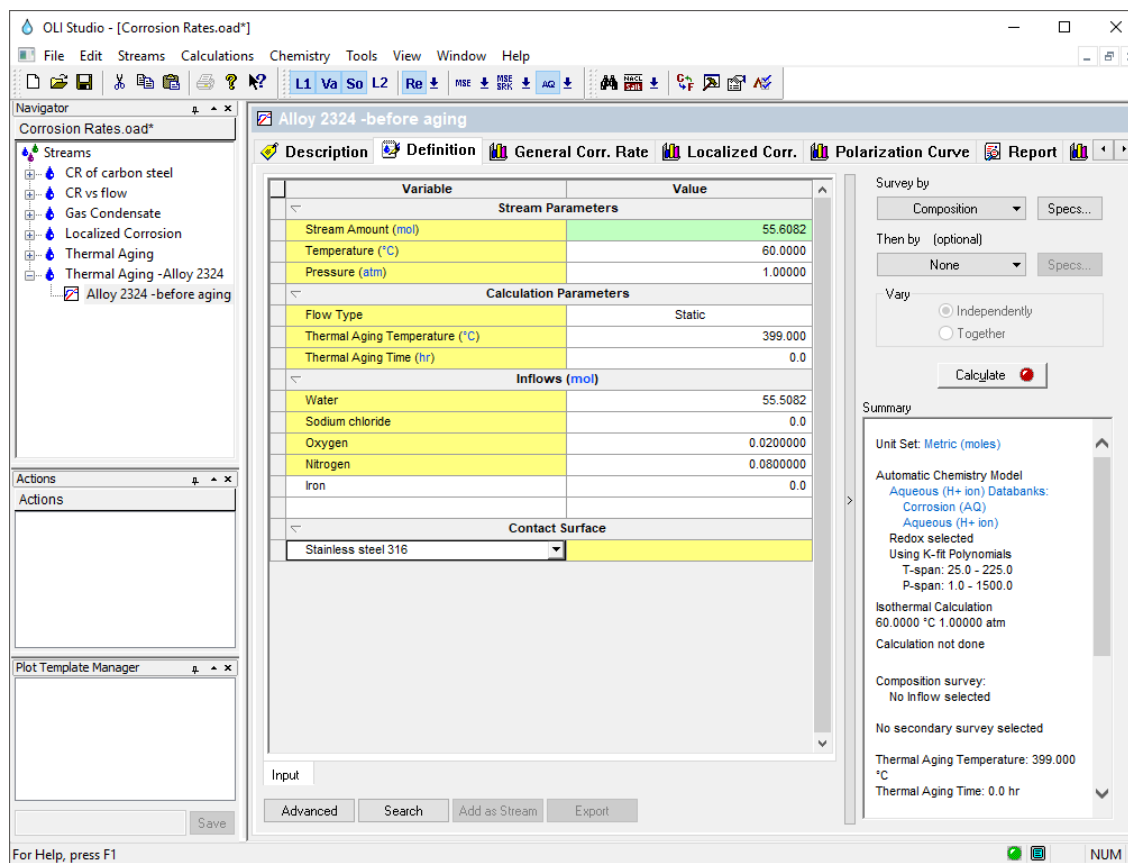 OLI Studio - [Corrosion Rates.oad*]
File Edit Streams Calculations Chemistry Tools View Window Help
L1 Va So L2 Re MSE MSE SRK AQ
Navigator
Corrosion Rates.oad*
Streams
CR of carbon steel
CR vs flow
Gas Condensate
Localized Corrosion
Thermal Aging
Thermal Aging -Alloy 2324
Alloy 2324 -before aging
Actions
Actions
Plot Template Manager
Save
Alloy 2324 -before aging
Description Definition General Corr. Rate Localized Corr. Polarization Curve Report
Variable Value
Stream Parameters
Stream Amount (mol) 55.6082
Temperature (°C) 60.0000
Pressure (atm) 1.00000
Calculation Parameters
Flow Type Static
Thermal Aging Temperature (°C) 399.000
Thermal Aging Time (hr) 0.0
Inflows (mol)
Water 55.5082
Sodium chloride 0.0
Oxygen 0.0200000
Nitrogen 0.0800000
Iron 0.0
Contact Surface
Stainless steel 316
Input
Advanced Search Add as Stream Export
Survey by
Composition Specs...
Then by (optional)
None Specs...
Vary
Independently
Together
Calculate
Summary
Unit Set: Metric (moles)
Automatic Chemistry Model
Aqueous (H+ ion) Databanks:
Corrosion (AQ)
Aqueous (H+ ion)
Redox selected
Using K-fit Polynomials
T-span: 25.0 - 225.0
P-span: 1.0 - 1500.0
Isothermal Calculation
60.0000 °C 1.00000 atm
Calculation not done
Composition survey:
No Inflow selected
No secondary survey selected
Thermal Aging Temperature: 399.000
°C
Thermal Aging Time: 0.0 hr
For Help, press F1
NUM